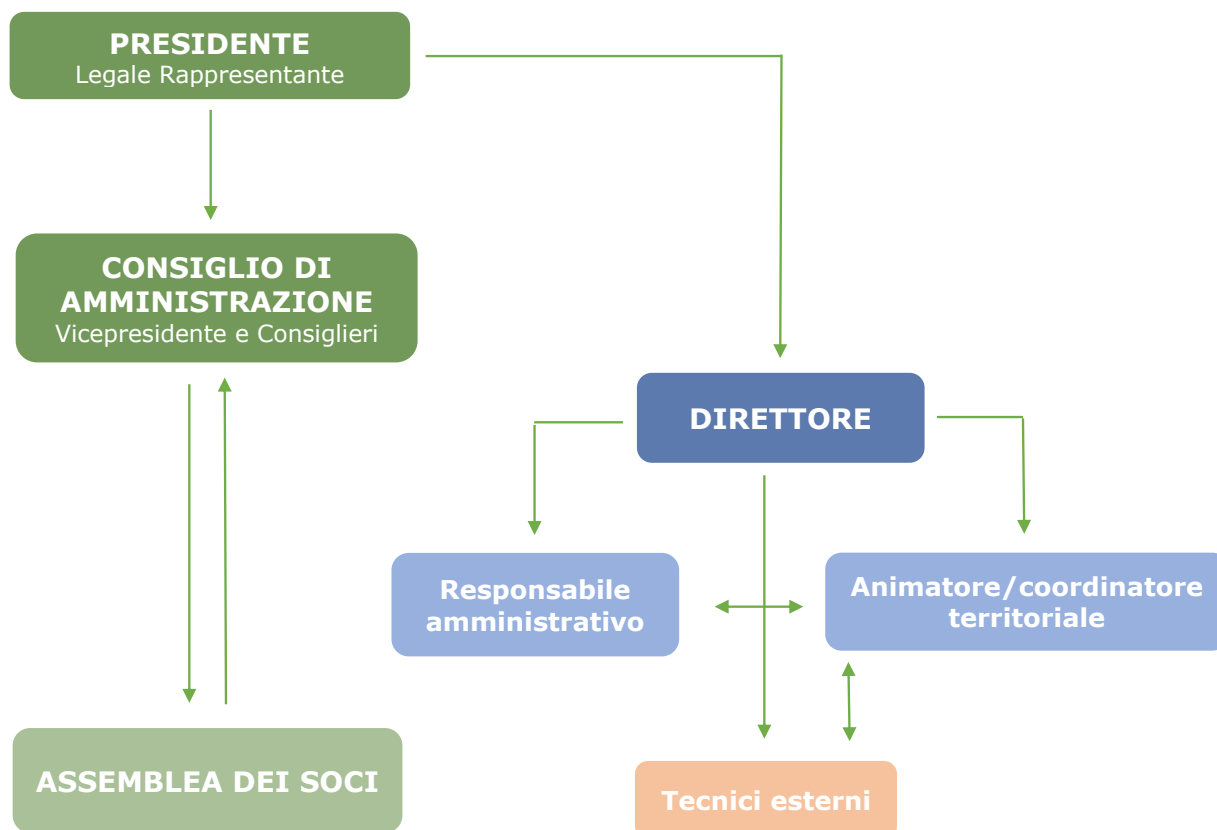 PRESIDENTE
Legale Rappresentante
CONSIGLIO DI
AMMINISTRAZIONE
Vicepresidente e Consiglieri
DIRETTORE
Responsabile
amministrativo
Animatore/coordinatore
territoriale
ASSEMBLEA DEI SOCI
Tecnici esterni